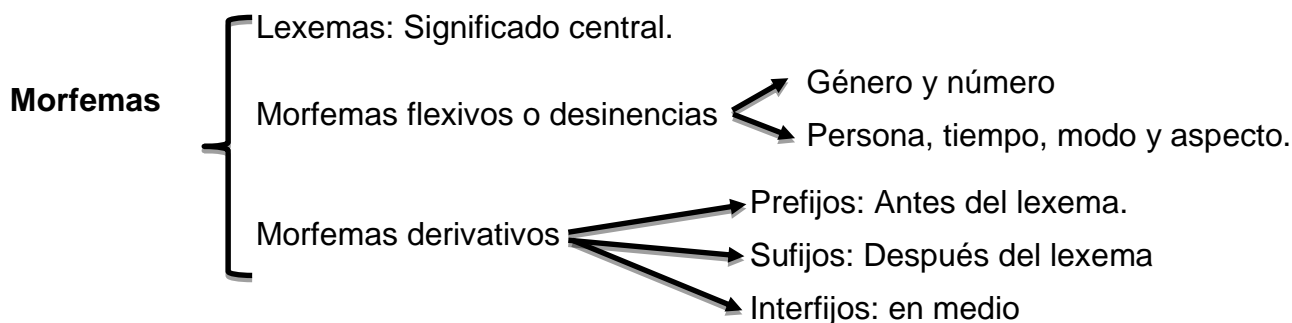 Morfemas
Lexemas: Significado central.
Morfemas flexivos o desinencias
Género y número
Persona, tiempo, modo y aspecto.
Morfemas derivativos
Prefijos: Antes del lexema.
Sufijos: Después del lexema
Interfijos: en medio